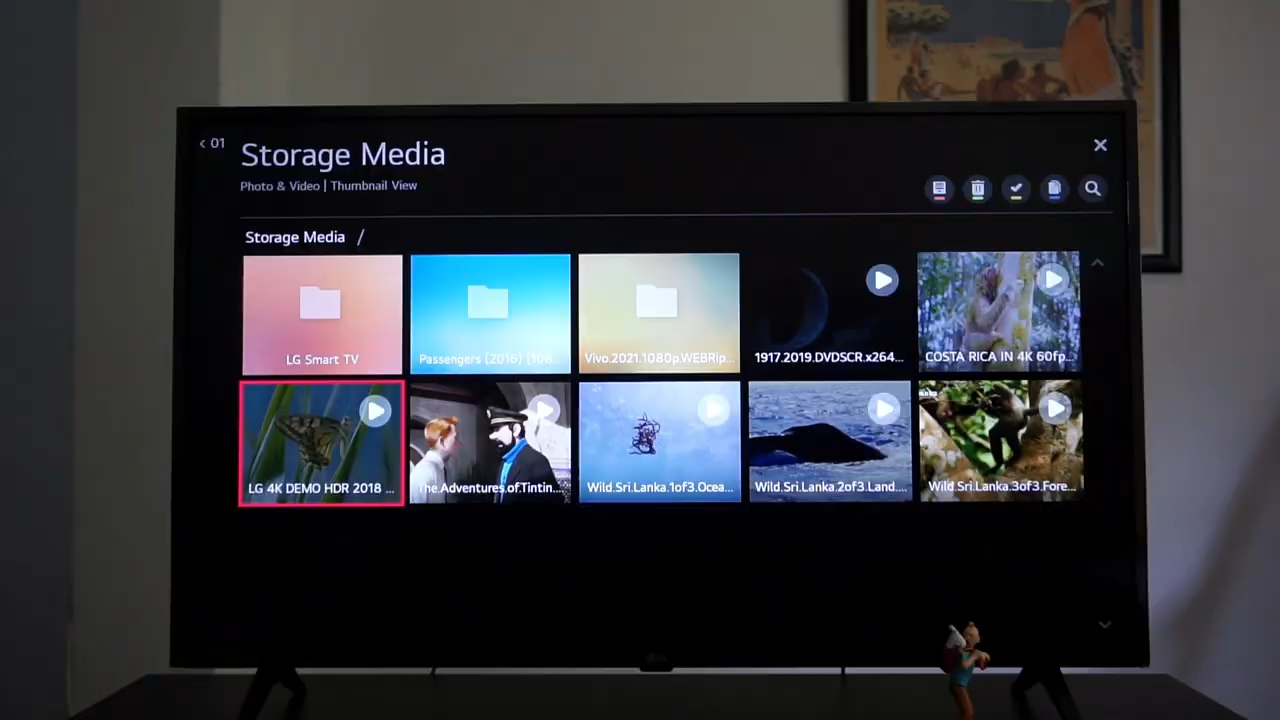 01
Storage Media
Photo & Video | Thumbnail View
Storage Media /
LG Smart TV
Passengers (2016) [108...
Vivo.2021.1080p.WEBRip...
1917.2019.DVDSCR.x264...
COSTA RICA IN 4K 60fp...
LG 4K DEMO HDR 2018 ...
The.Adventures.of.Tintin...
Wild.Sri.Lanka.1of3.Ocea...
Wild.Sri.Lanka.2of3.Land...
Wild.Sri.Lanka.3of3.Fore...